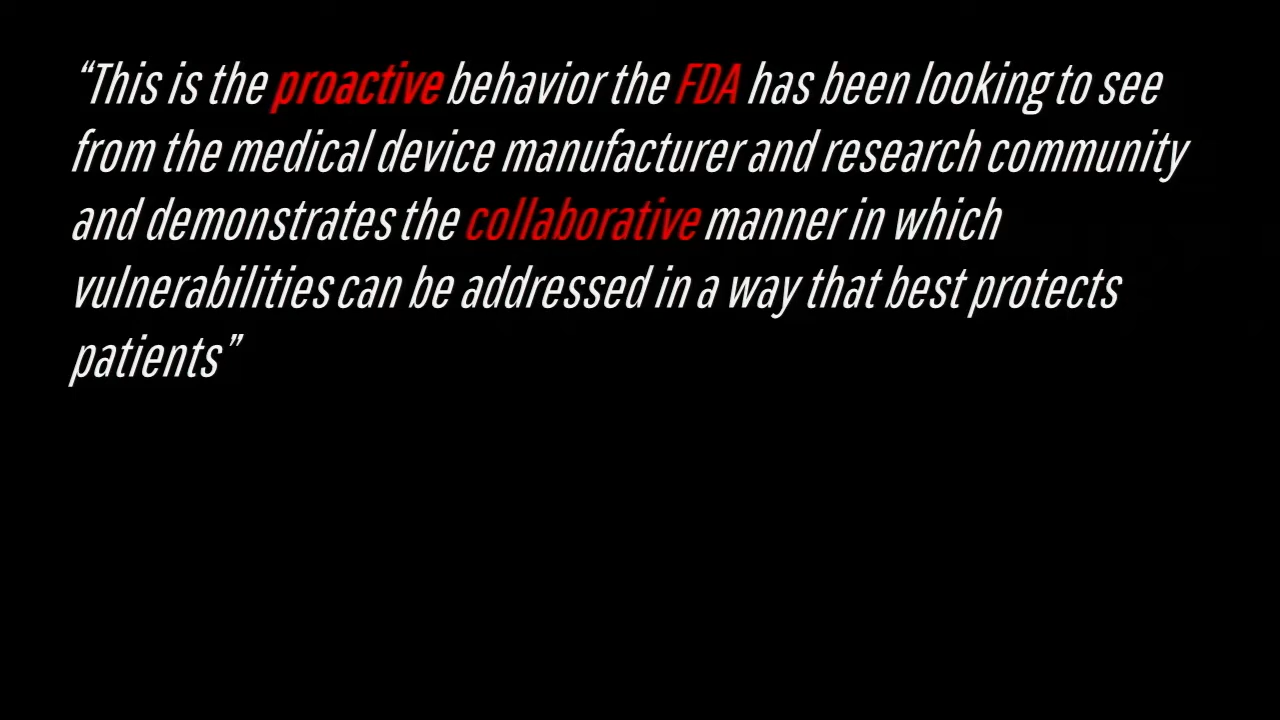 “This is the proactive behavior the FDA has been looking to see
from the medical device manufacturer and research community
and demonstrates the collaborative manner in which
vulnerabilities can be addressed in a way that best protects
patients”